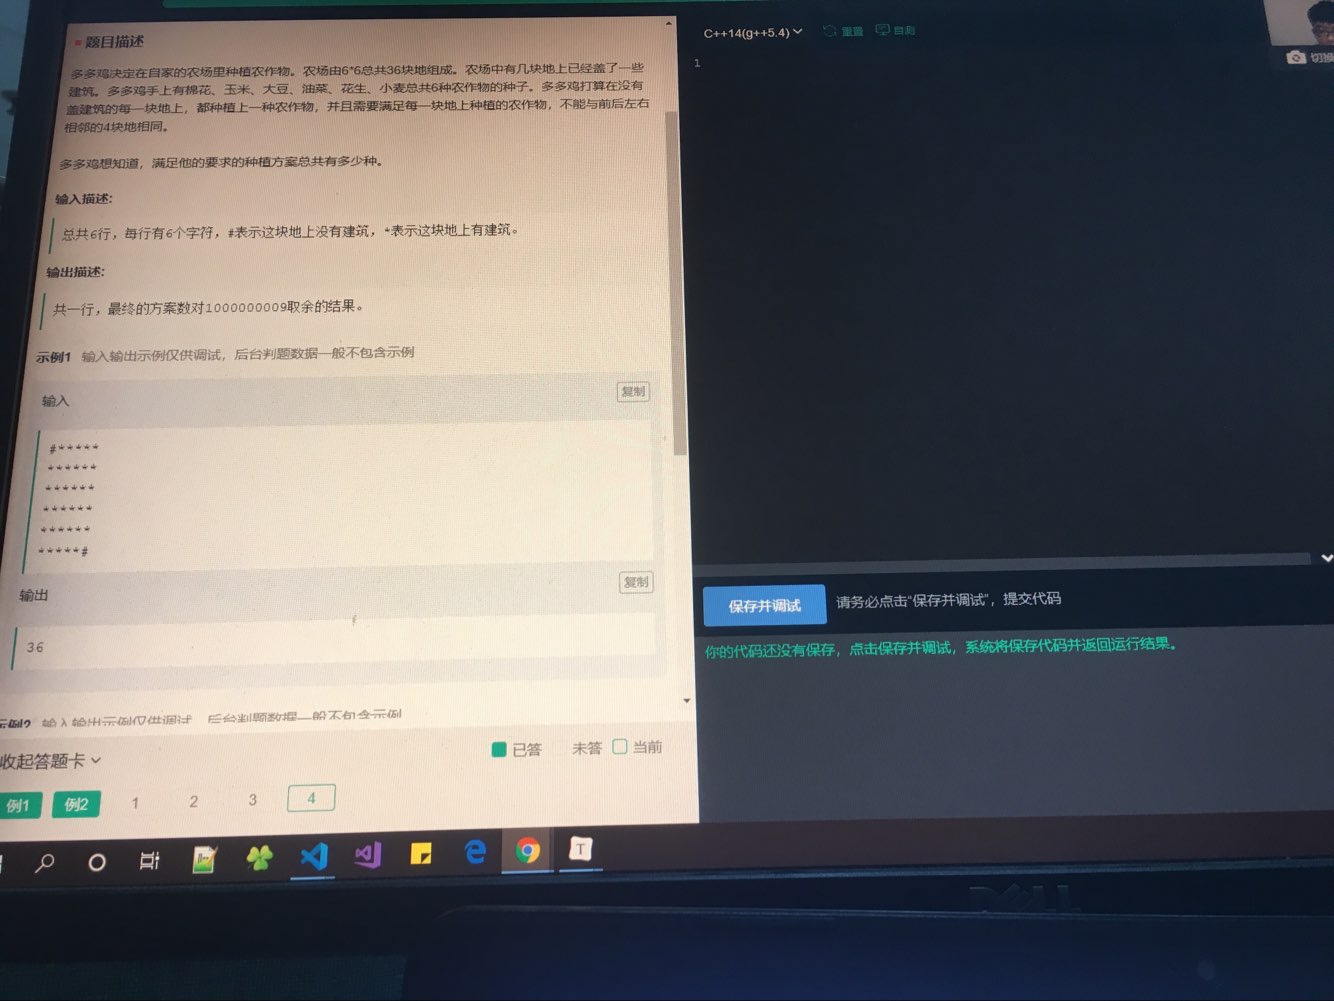 题目描述
多多鸡决定在自家的农场里种植农作物。农场由6*6总共36块地组成。农场中有几块地上已经盖了一些
建筑。多多鸡手上有棉花、玉米、大豆、油菜、花生、小麦总共6种农作物的种子。多多鸡打算在没有
盖建筑的每一块地上，都种植上一种农作物，并且需要满足每一块地上种植的农作物，不能与前后左右
相邻的4块地相同。
多多鸡想知道，满足他的要求的种植方案总共有多少种。
输入描述:
总共6行，每行有6个字符，#表示这块地上没有建筑，*表示这块地上有建筑。
输出描述:
共一行，最终的方案数对1000000009取余的结果。
示例1 输入输出示例仅供调试，后台判题数据一般不包含示例
输入
复制
#*****
******
******
******
******
*****#
输出
复制
36
示例2 输入输出示例仅供调试，后台判题数据一般不包含示例
收起答题卡
已答 未答 当前
例1 例2 1 2 3 4
C++14(g++5.4) 重置 自测
切换
1
保存并调试 请务必点击“保存并调试”，提交代码
你的代码还没有保存，点击保存并调试，系统将保存代码并返回运行结果。
T
DELL